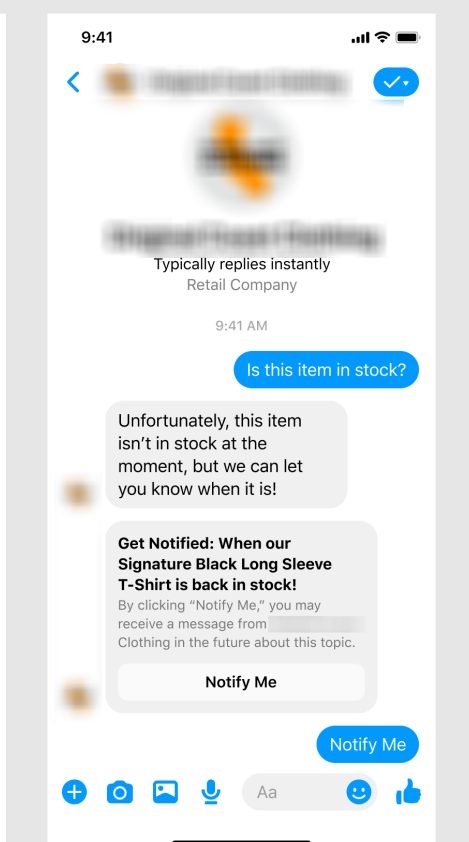 9:41
Typically replies instantly
Retail Company
9:41 AM
Is this item in stock?
Unfortunately, this item
isn’t in stock at the
moment, but we can let
you know when it is!
Get Notified: When our
Signature Black Long Sleeve
T-Shirt is back in stock!
By clicking “Notify Me,” you may
receive a message from
Clothing in the future about this topic.
Notify Me
Notify Me
Aa